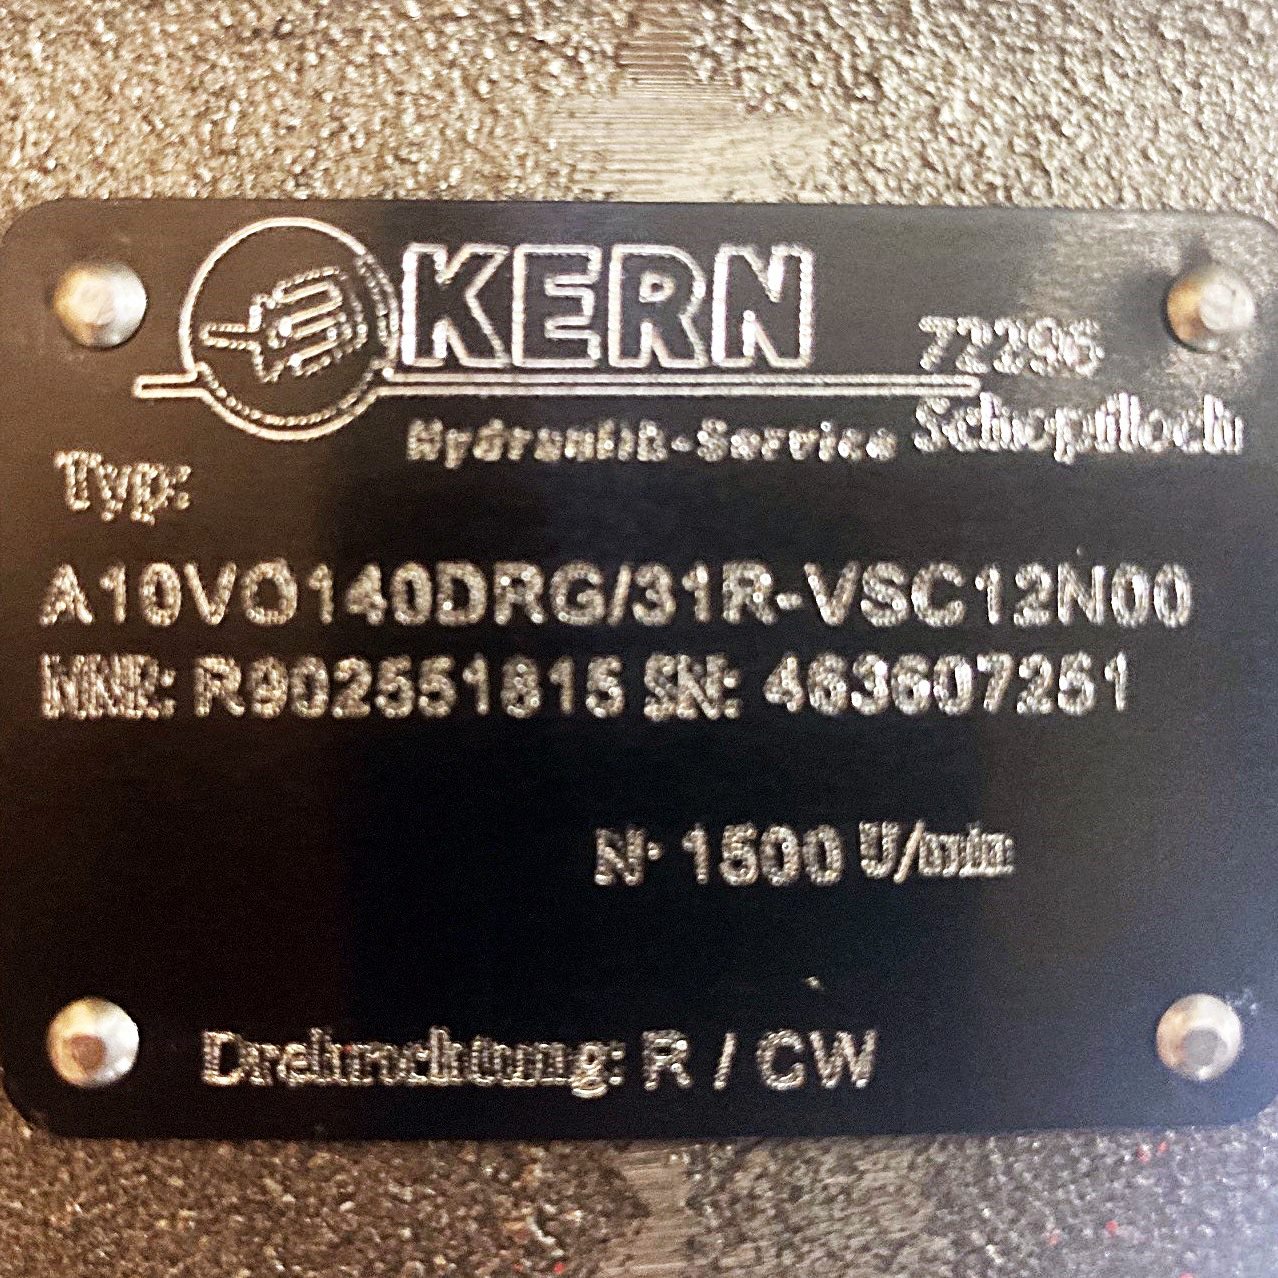 KERN
72296
Hydraulik-Service
Schopfloch
Typ:
A10VO140DRG/31R-VSC12N00
MNR: R902551815 SN: 463607251
N: 1500 U/min
Drehrichtung: R / CW